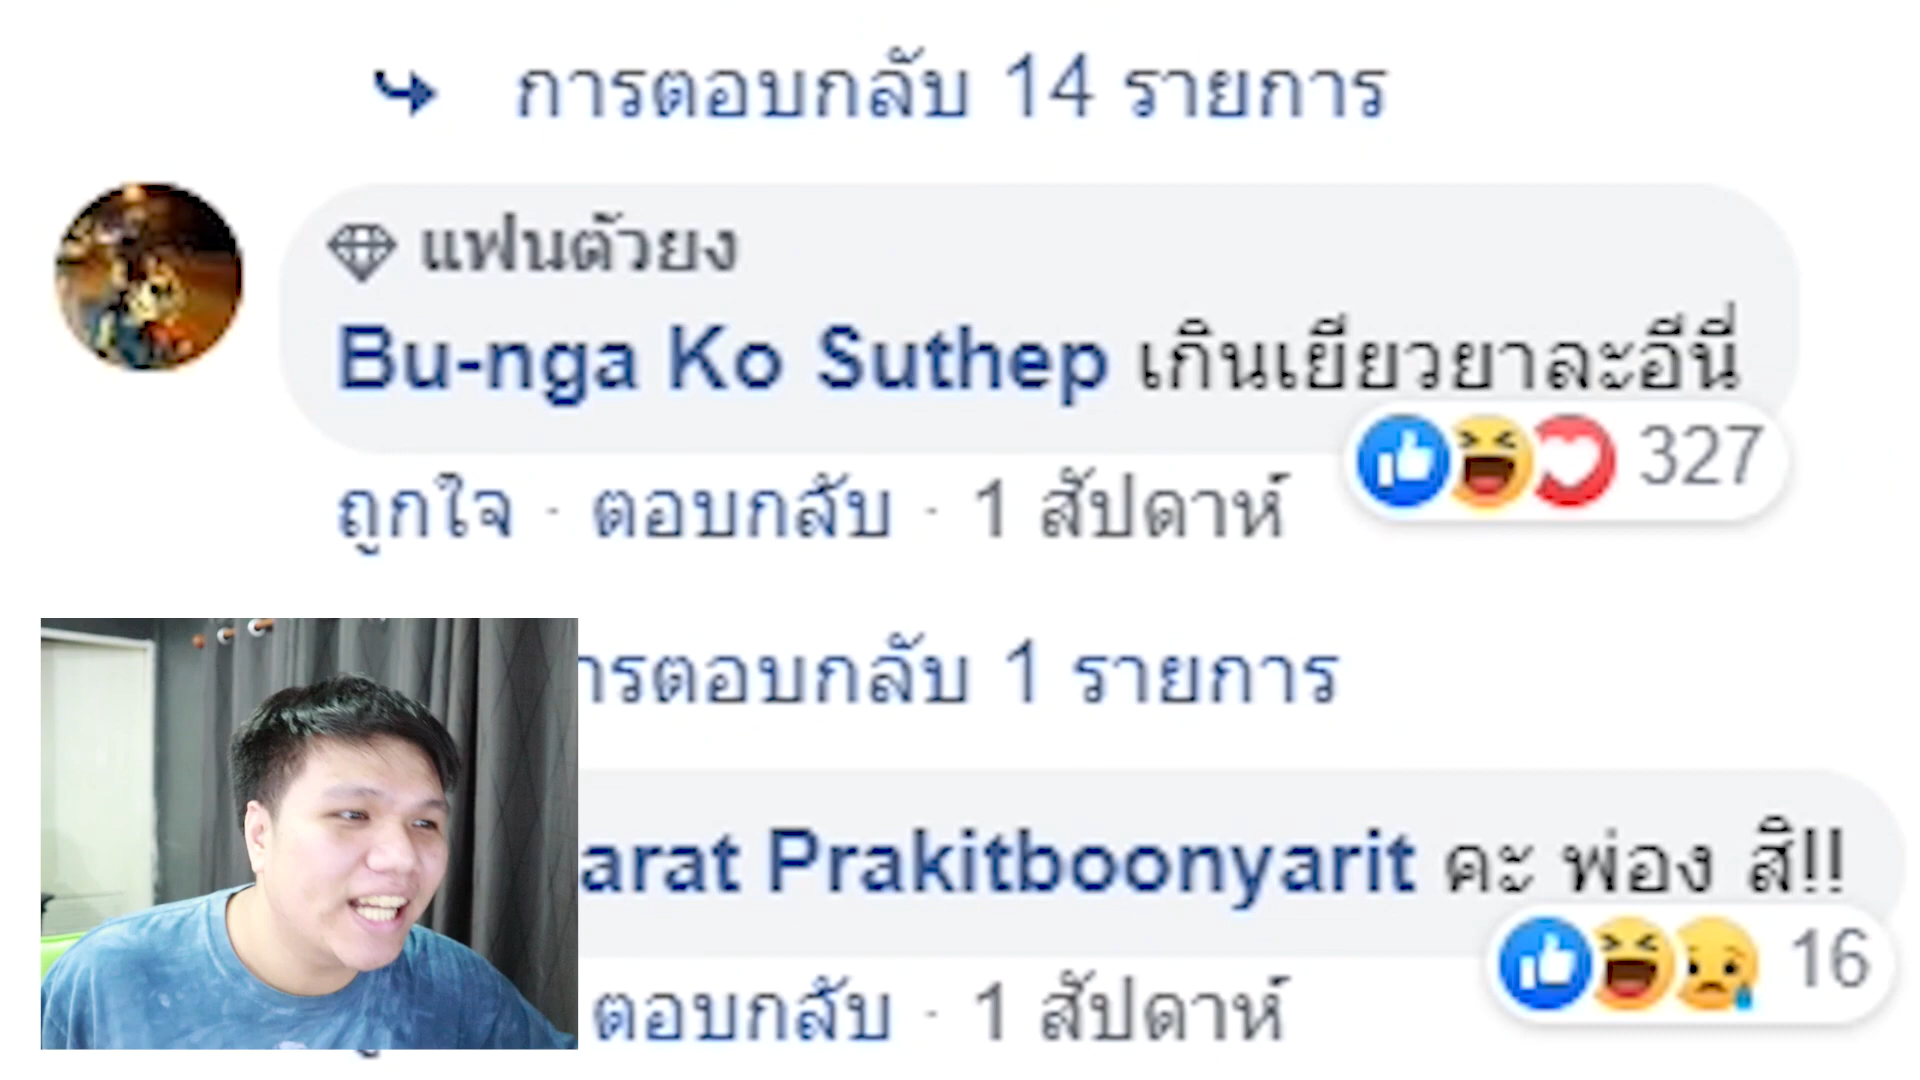 การตอบกลับ 14 รายการ
แฟนตัวยง
Bu-nga Ko Suthep เกินเยียวยาละอีนี่
327
ถูกใจ · ตอบกลับ · 1 สัปดาห์
ารตอบกลับ 1 รายการ
arat Prakitboonyarit คะ พ่อง สิ!!
16
ตอบกลับ · 1 สัปดาห์